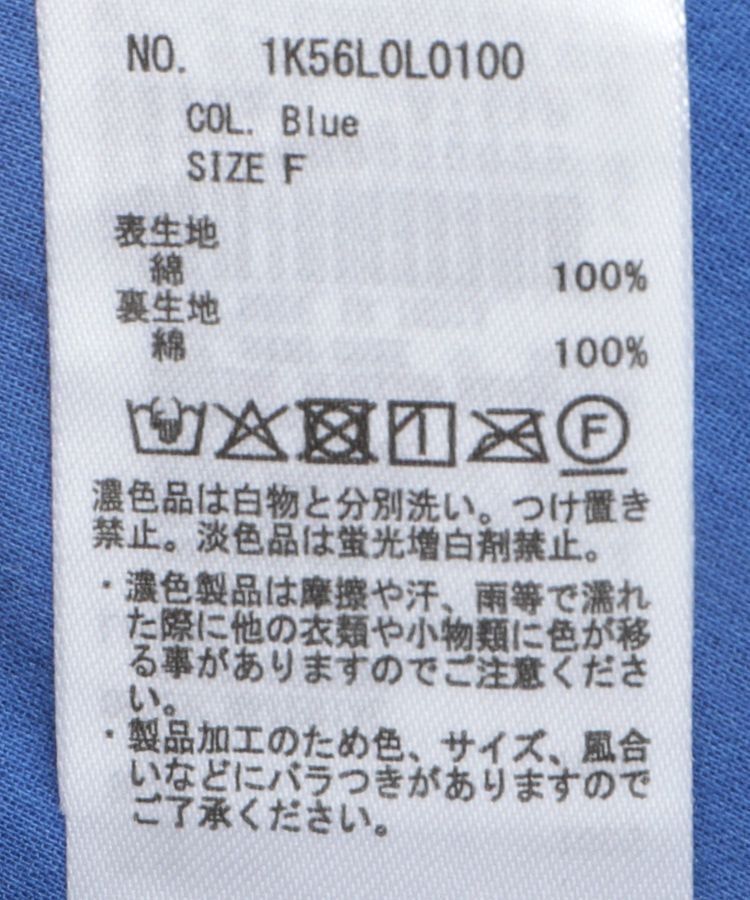 NO. 1K56L0L0100
COL. Blue
SIZE F
表生地
綿 100%
裏生地
綿 100%
F
濃色品は白物と分別洗い。つけ置き
禁止。淡色品は蛍光増白剤禁止。
・濃色製品は摩擦や汗、雨等で濡れ
た際に他の衣類や小物類に色が移
る事がありますのでご注意くださ
い。
・製品加工のため色、サイズ、風合
いなどにバラつきがありますので
ご了承ください。